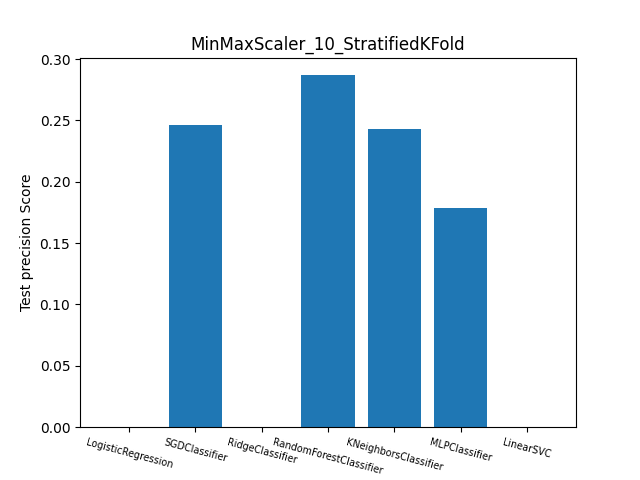 MinMaxScaler_10_StratifiedKFold
Test precision Score
0.30
0.25
0.20
0.15
0.10
0.05
0.00
LogisticRegression
SGDClassifier
RidgeClassifier
RandomForestClassifier
KNeighborsClassifier
MLPClassifier
LinearSVC